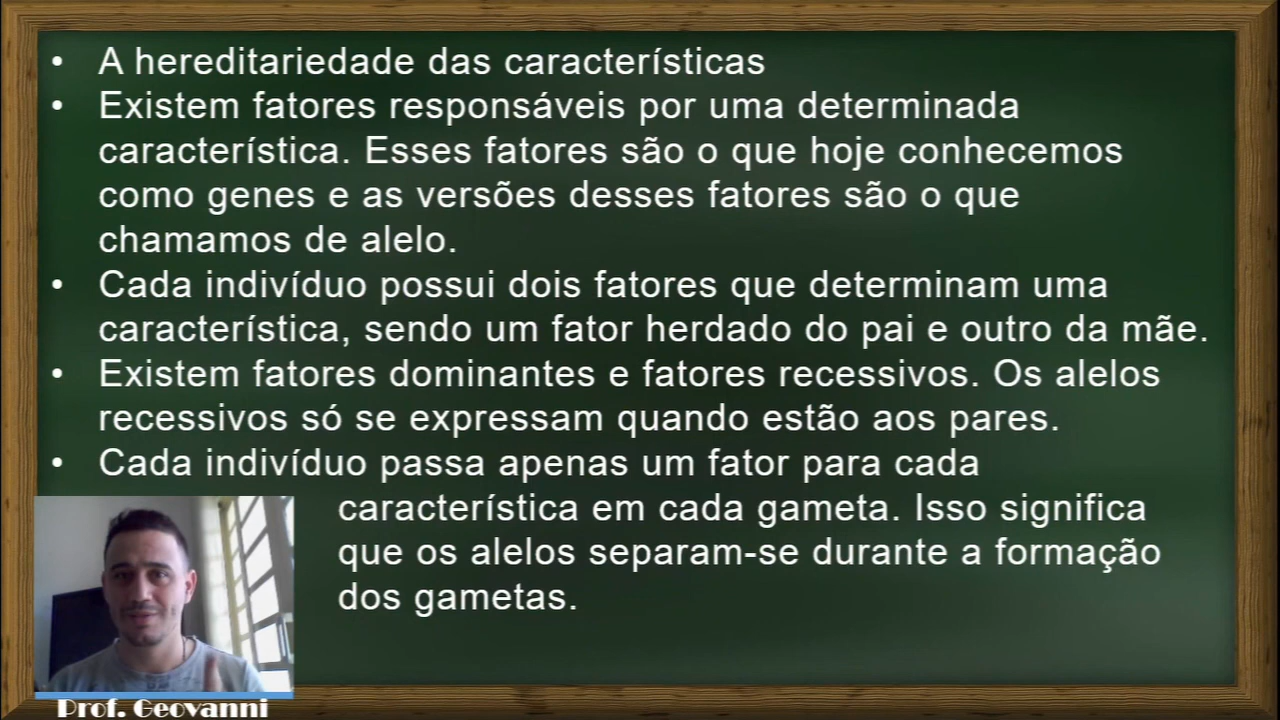 • A hereditariedade das características
• Existem fatores responsáveis por uma determinada
característica. Esses fatores são o que hoje conhecemos
como genes e as versões desses fatores são o que
chamamos de alelo.
• Cada indivíduo possui dois fatores que determinam uma
característica, sendo um fator herdado do pai e outro da mãe.
• Existem fatores dominantes e fatores recessivos. Os alelos
recessivos só se expressam quando estão aos pares.
• Cada indivíduo passa apenas um fator para cada
característica em cada gameta. Isso significa
que os alelos separam-se durante a formação
dos gametas.
Prof. Geovanni